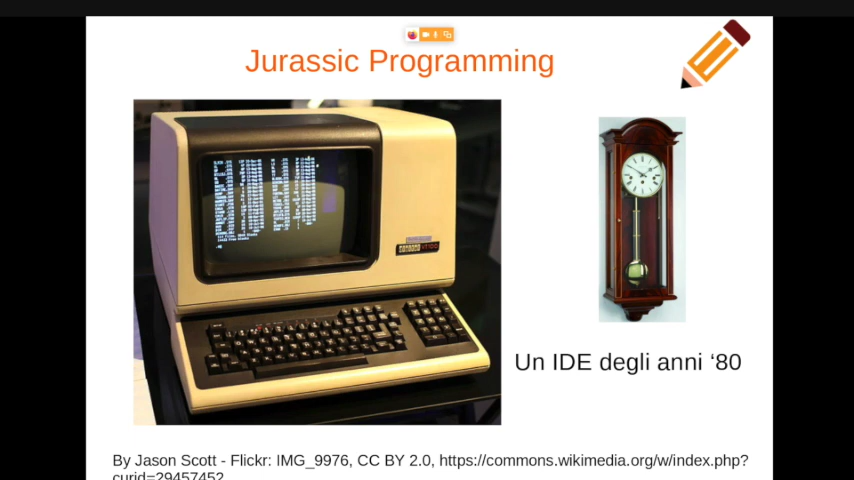 Jurassic Programming
Un IDE degli anni ‘80
By Jason Scott - Flickr: IMG_9976, CC BY 2.0, https://commons.wikimedia.org/w/index.php?
curid=29457452